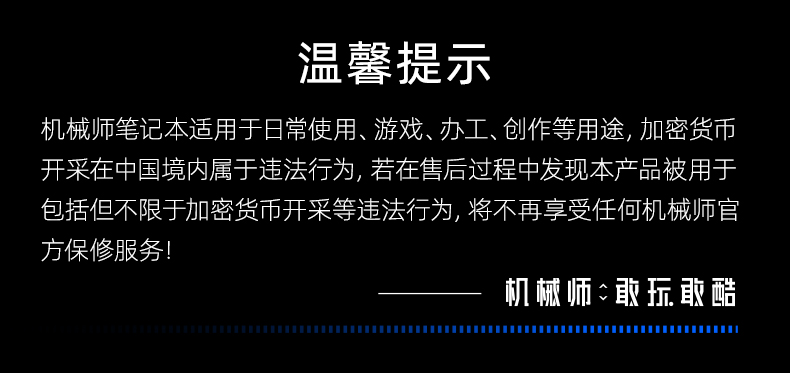 温馨提示
机械师笔记本适用于日常使用、游戏、办工、创作等用途, 加密货币
开采在中国境内属于违法行为, 若在售后过程中发现本产品被用于
包括但不限于加密货币开采等违法行为, 将不再享受任何机械师官
方保修服务!
机械师:敢玩敢酷